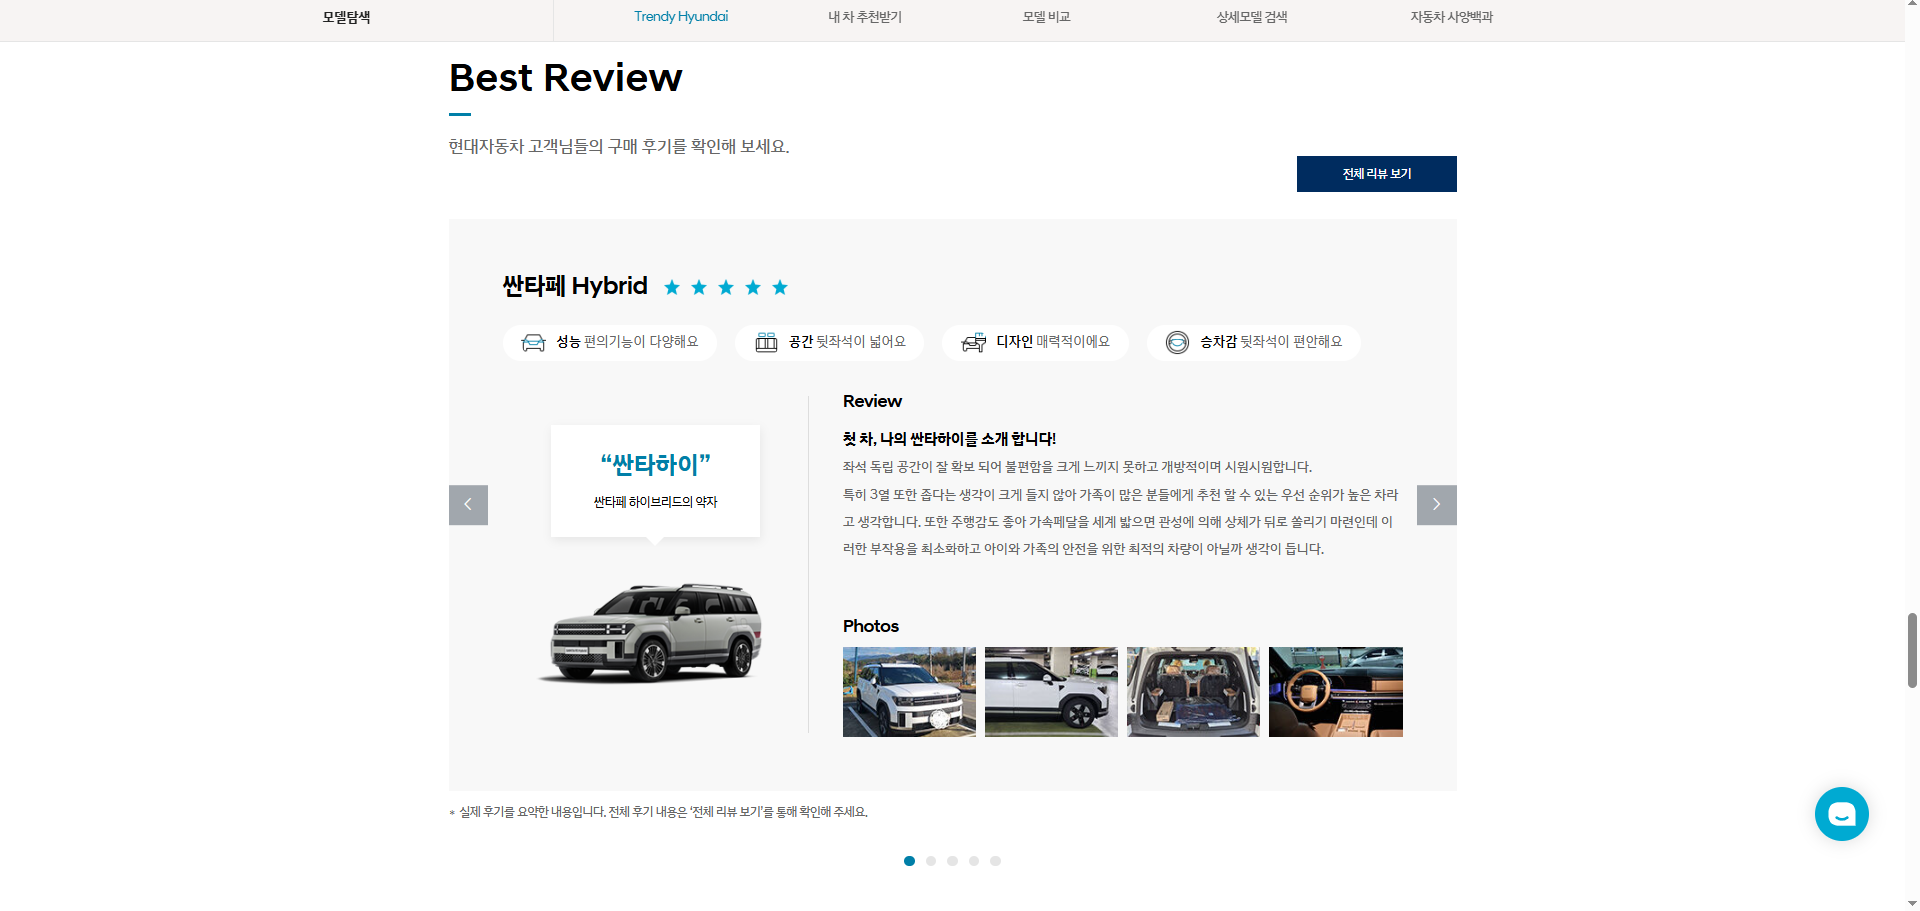 모델탐색
Trendy Hyundai
내 차 추천받기
모델 비교
상세모델 검색
자동차 사양백과
Best Review
현대자동차 고객님들의 구매 후기를 확인해 보세요.
전체 리뷰 보기
싼타페 Hybrid
성능 편의기능이 다양해요
공간 뒷좌석이 넓어요
디자인 매력적이에요
승차감 뒷좌석이 편안해요
“싼타하이”
싼타페 하이브리드의 약자
Review
첫 차, 나의 싼타하이를 소개 합니다!
좌석 독립 공간이 잘 확보 되어 불편함을 크게 느끼지 못하고 개방적이며 시원시원합니다.
특히 3열 또한 좁다는 생각이 크게 들지 않아 가족이 많은 분들에게 추천 할 수 있는 우선 순위가 높은 차라
고 생각합니다. 또한 주행감도 좋아 가속페달을 세게 밟으면 관성에 의해 상체가 뒤로 쏠리기 마련인데 이
러한 부작용을 최소화하고 아이와 가족의 안전을 위한 최적의 차량이 아닐까 생각이 듭니다.
Photos
* 실제 후기를 요약한 내용입니다. 전체 후기 내용은 ‘전체 리뷰 보기’를 통해 확인해 주세요.